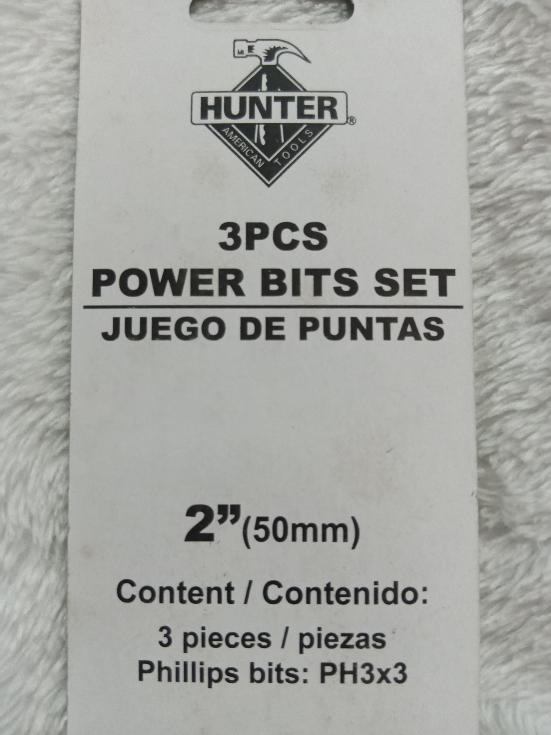 HUNTER®
AMERICAN TOOLS
3PCS
POWER BITS SET
JUEGO DE PUNTAS
2”(50mm)
Content / Contenido:
3 pieces / piezas
Phillips bits: PH3x3